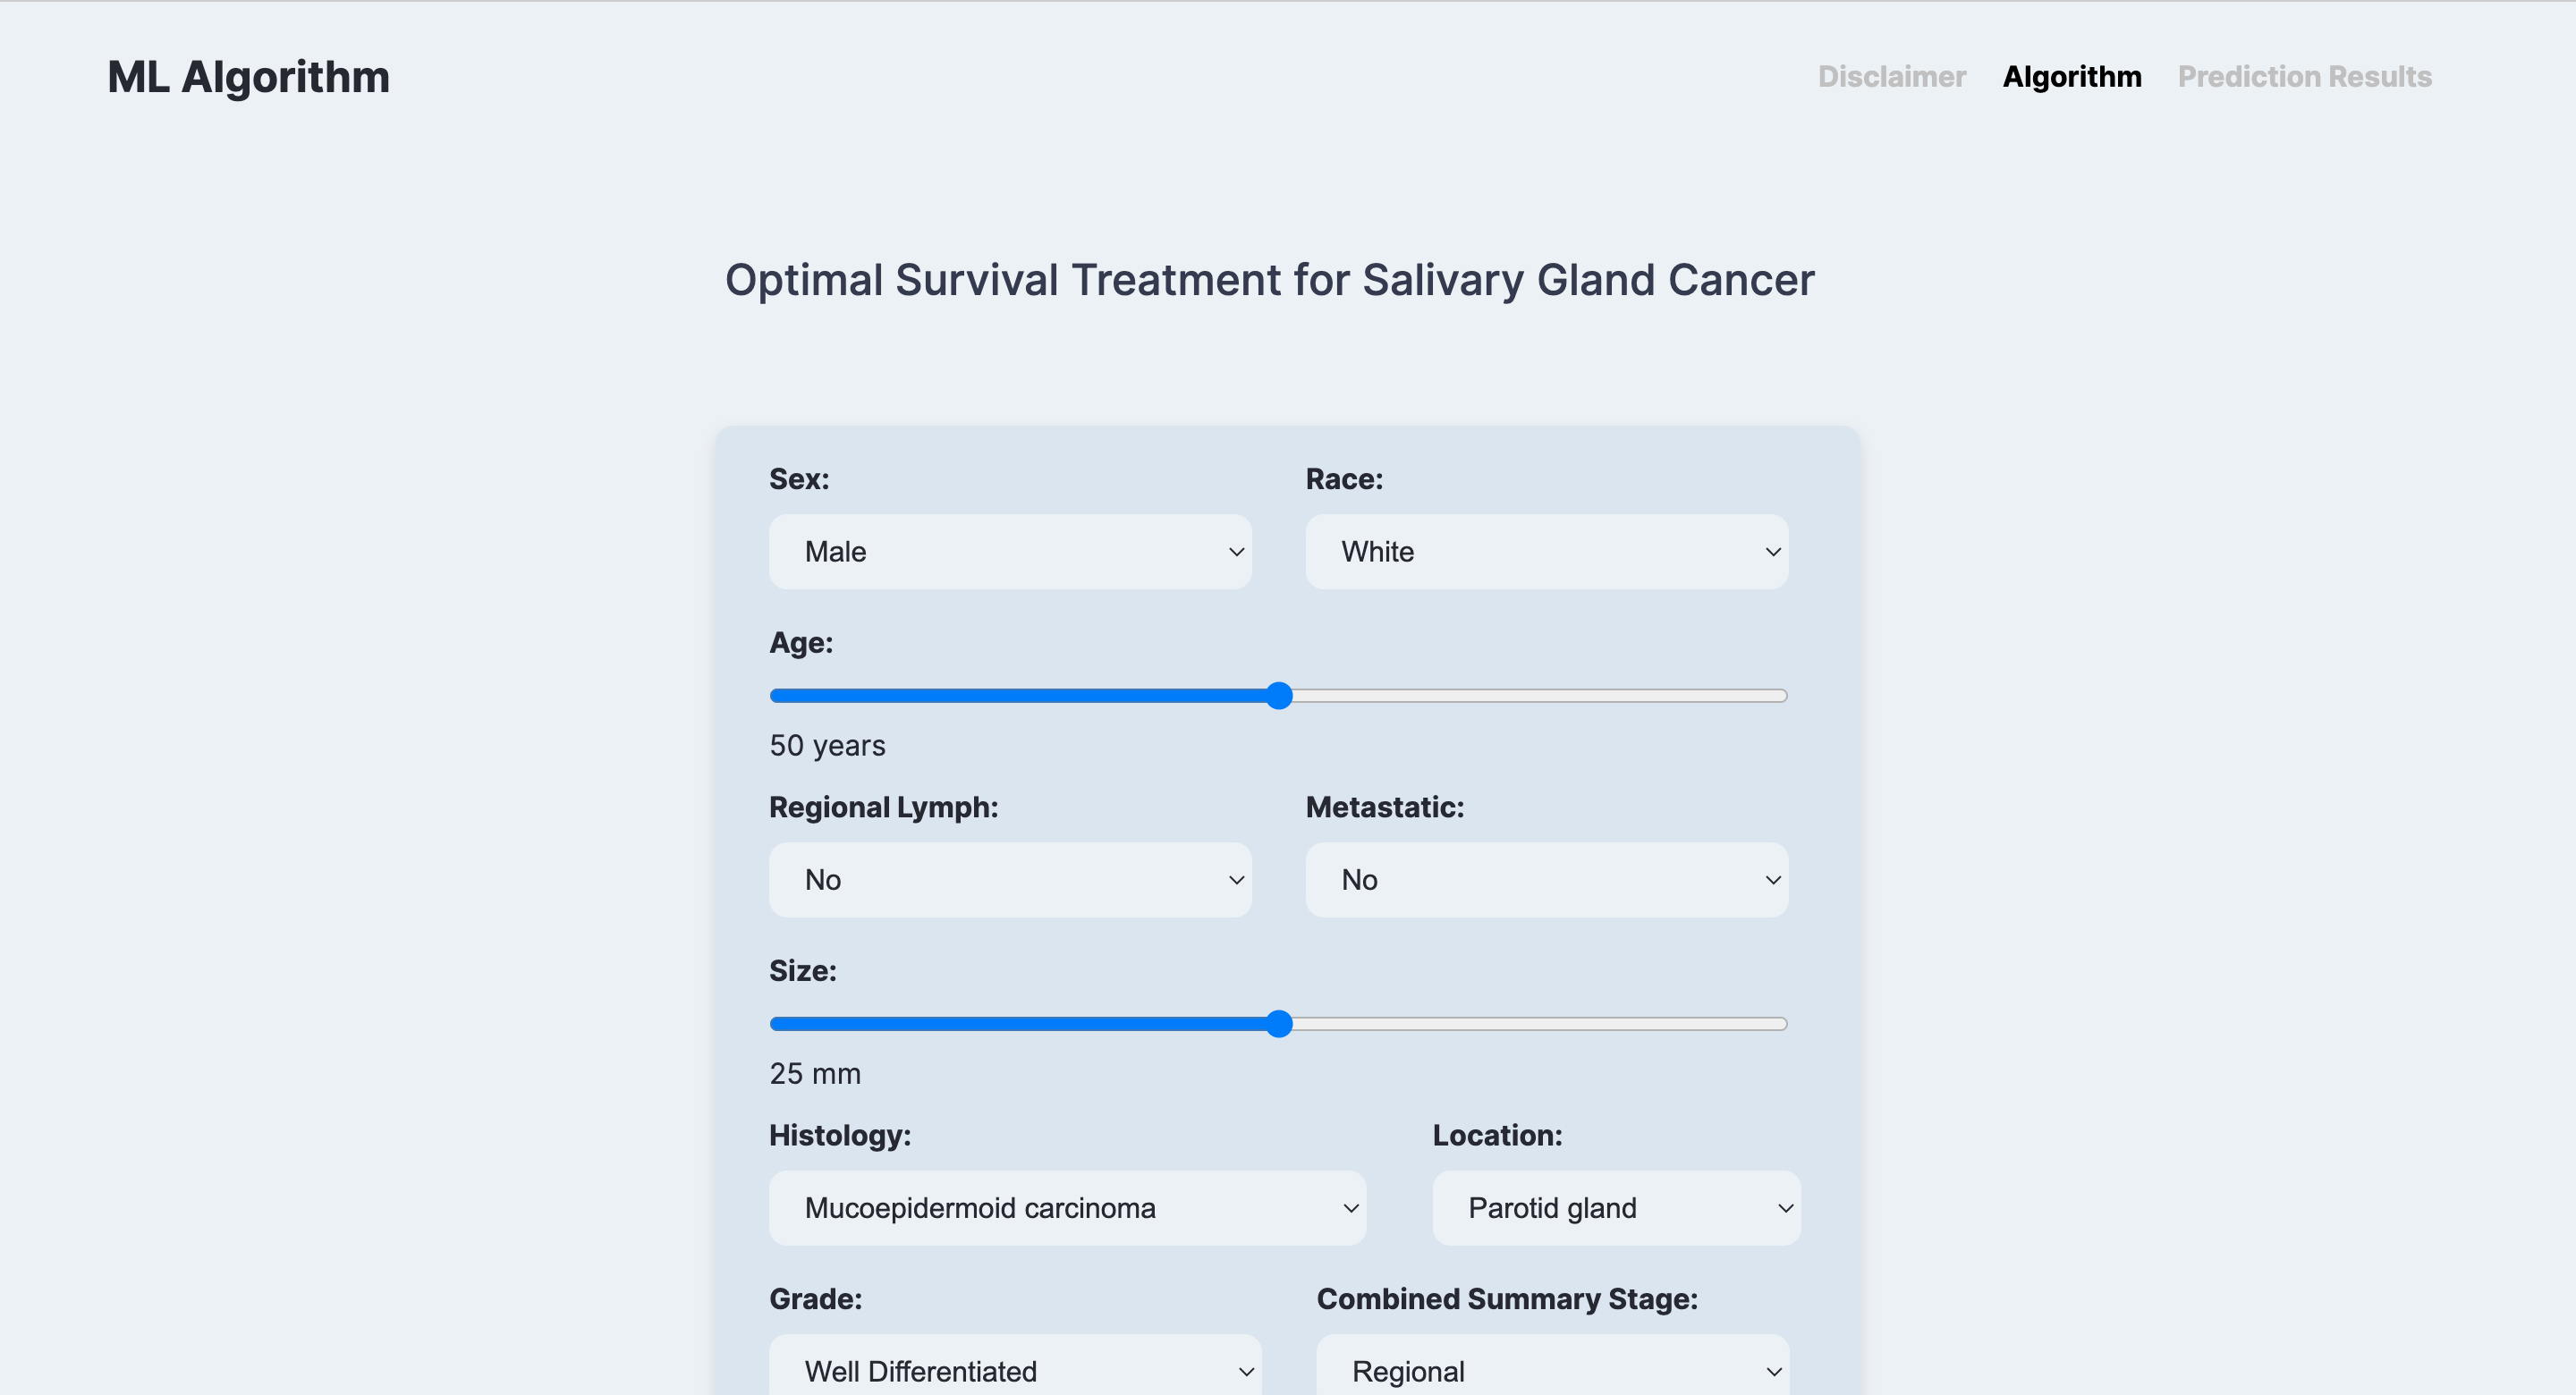 ML Algorithm
Disclaimer Algorithm Prediction Results
Optimal Survival Treatment for Salivary Gland Cancer
Sex: Race:
Male White
Age:
50 years
Regional Lymph: Metastatic:
No No
Size:
25 mm
Histology: Location:
Mucoepidermoid carcinoma Parotid gland
Grade: Combined Summary Stage:
Well Differentiated Regional